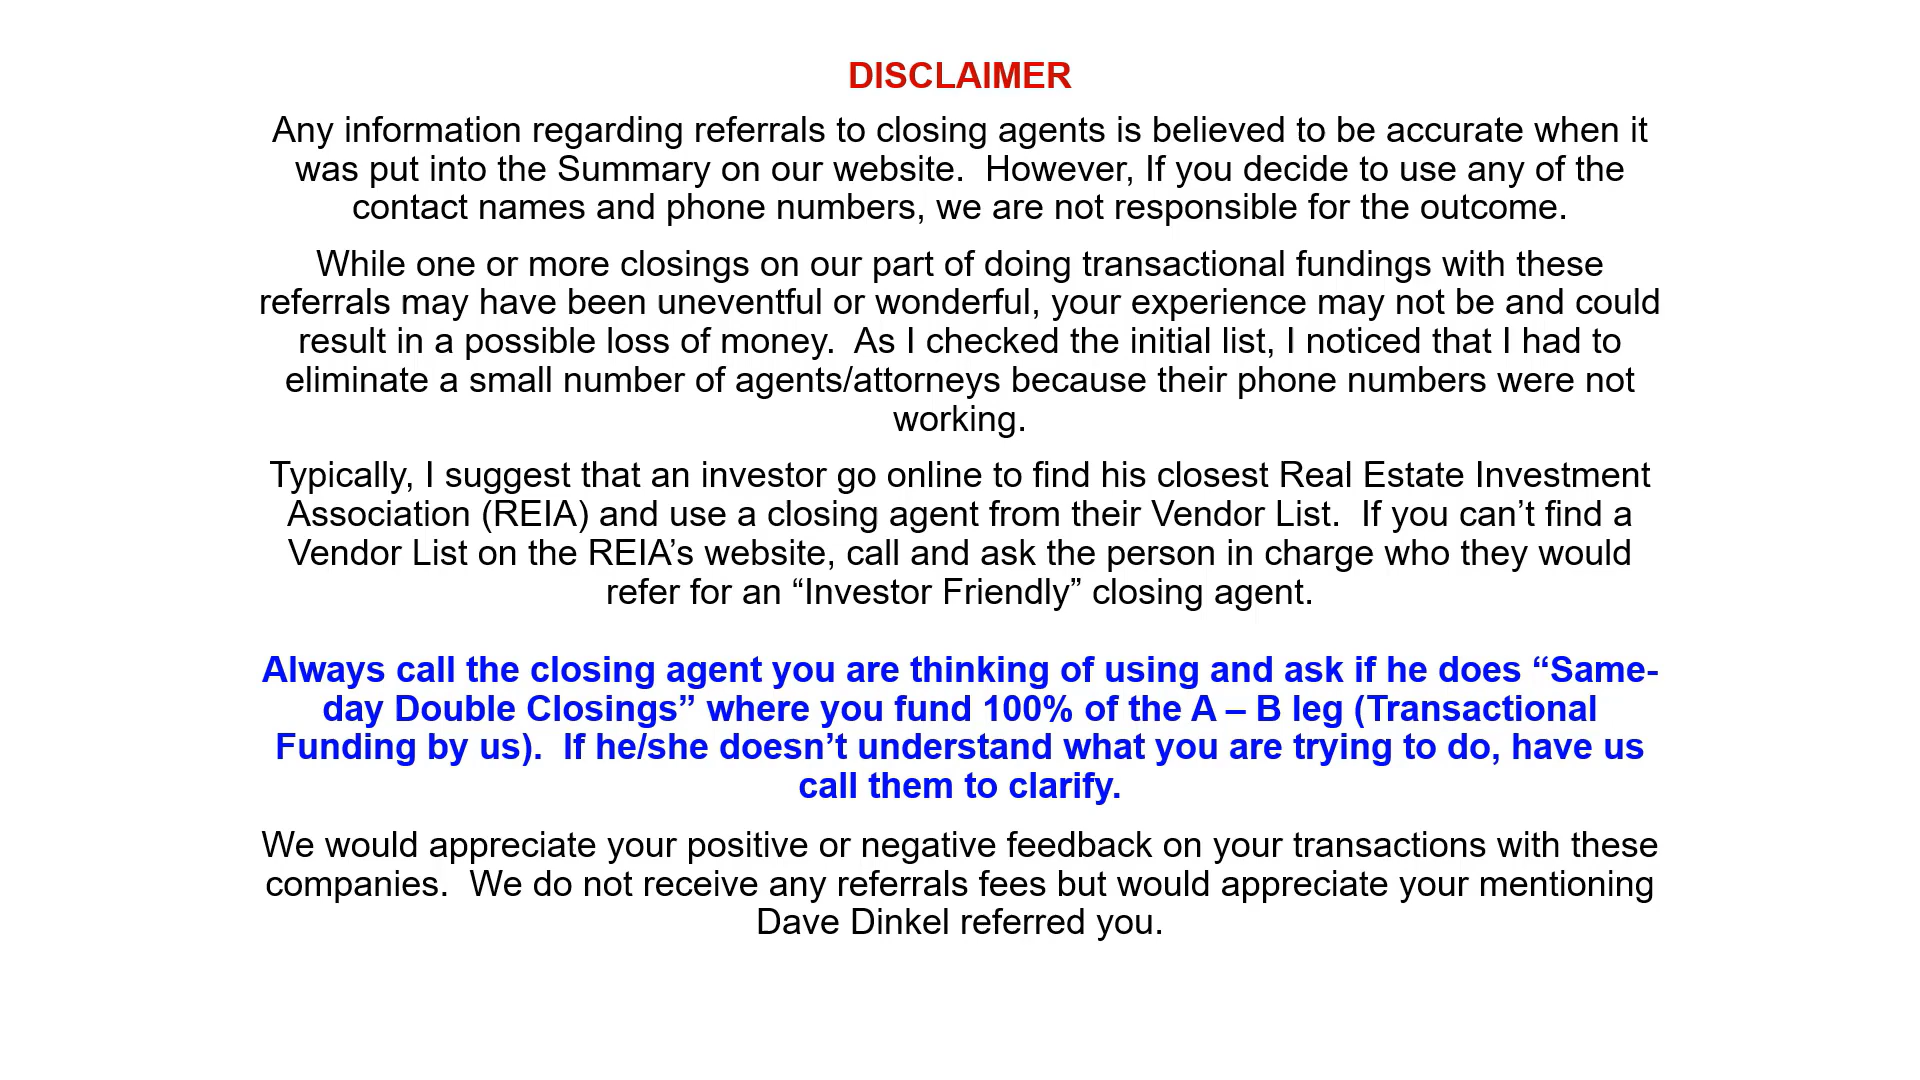 DISCLAIMER
Any information regarding referrals to closing agents is believed to be accurate when it
was put into the Summary on our website.  However, If you decide to use any of the
contact names and phone numbers, we are not responsible for the outcome.
While one or more closings on our part of doing transactional fundings with these
referrals may have been uneventful or wonderful, your experience may not be and could
result in a possible loss of money.  As I checked the initial list, I noticed that I had to
eliminate a small number of agents/attorneys because their phone numbers were not
working.
Typically, I suggest that an investor go online to find his closest Real Estate Investment
Association (REIA) and use a closing agent from their Vendor List.  If you can’t find a
Vendor List on the REIA’s website, call and ask the person in charge who they would
refer for an “Investor Friendly” closing agent.
Always call the closing agent you are thinking of using and ask if he does “Same-
day Double Closings” where you fund 100% of the A – B leg (Transactional
Funding by us).  If he/she doesn’t understand what you are trying to do, have us
call them to clarify.
We would appreciate your positive or negative feedback on your transactions with these
companies.  We do not receive any referrals fees but would appreciate your mentioning
Dave Dinkel referred you.